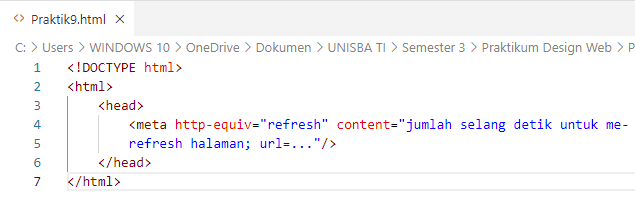 <> Praktik9.html ×
C: > Users > WINDOWS 10 > OneDrive > Dokumen > UNISBA TI > Semester 3 > Praktikum Design Web > P
1 <!DOCTYPE html>
2 <html>
3 <head>
4 <meta http-equiv="refresh" content="jumlah selang detik untuk me-
5 refresh halaman; url=..."/>
6 </head>
7 </html>